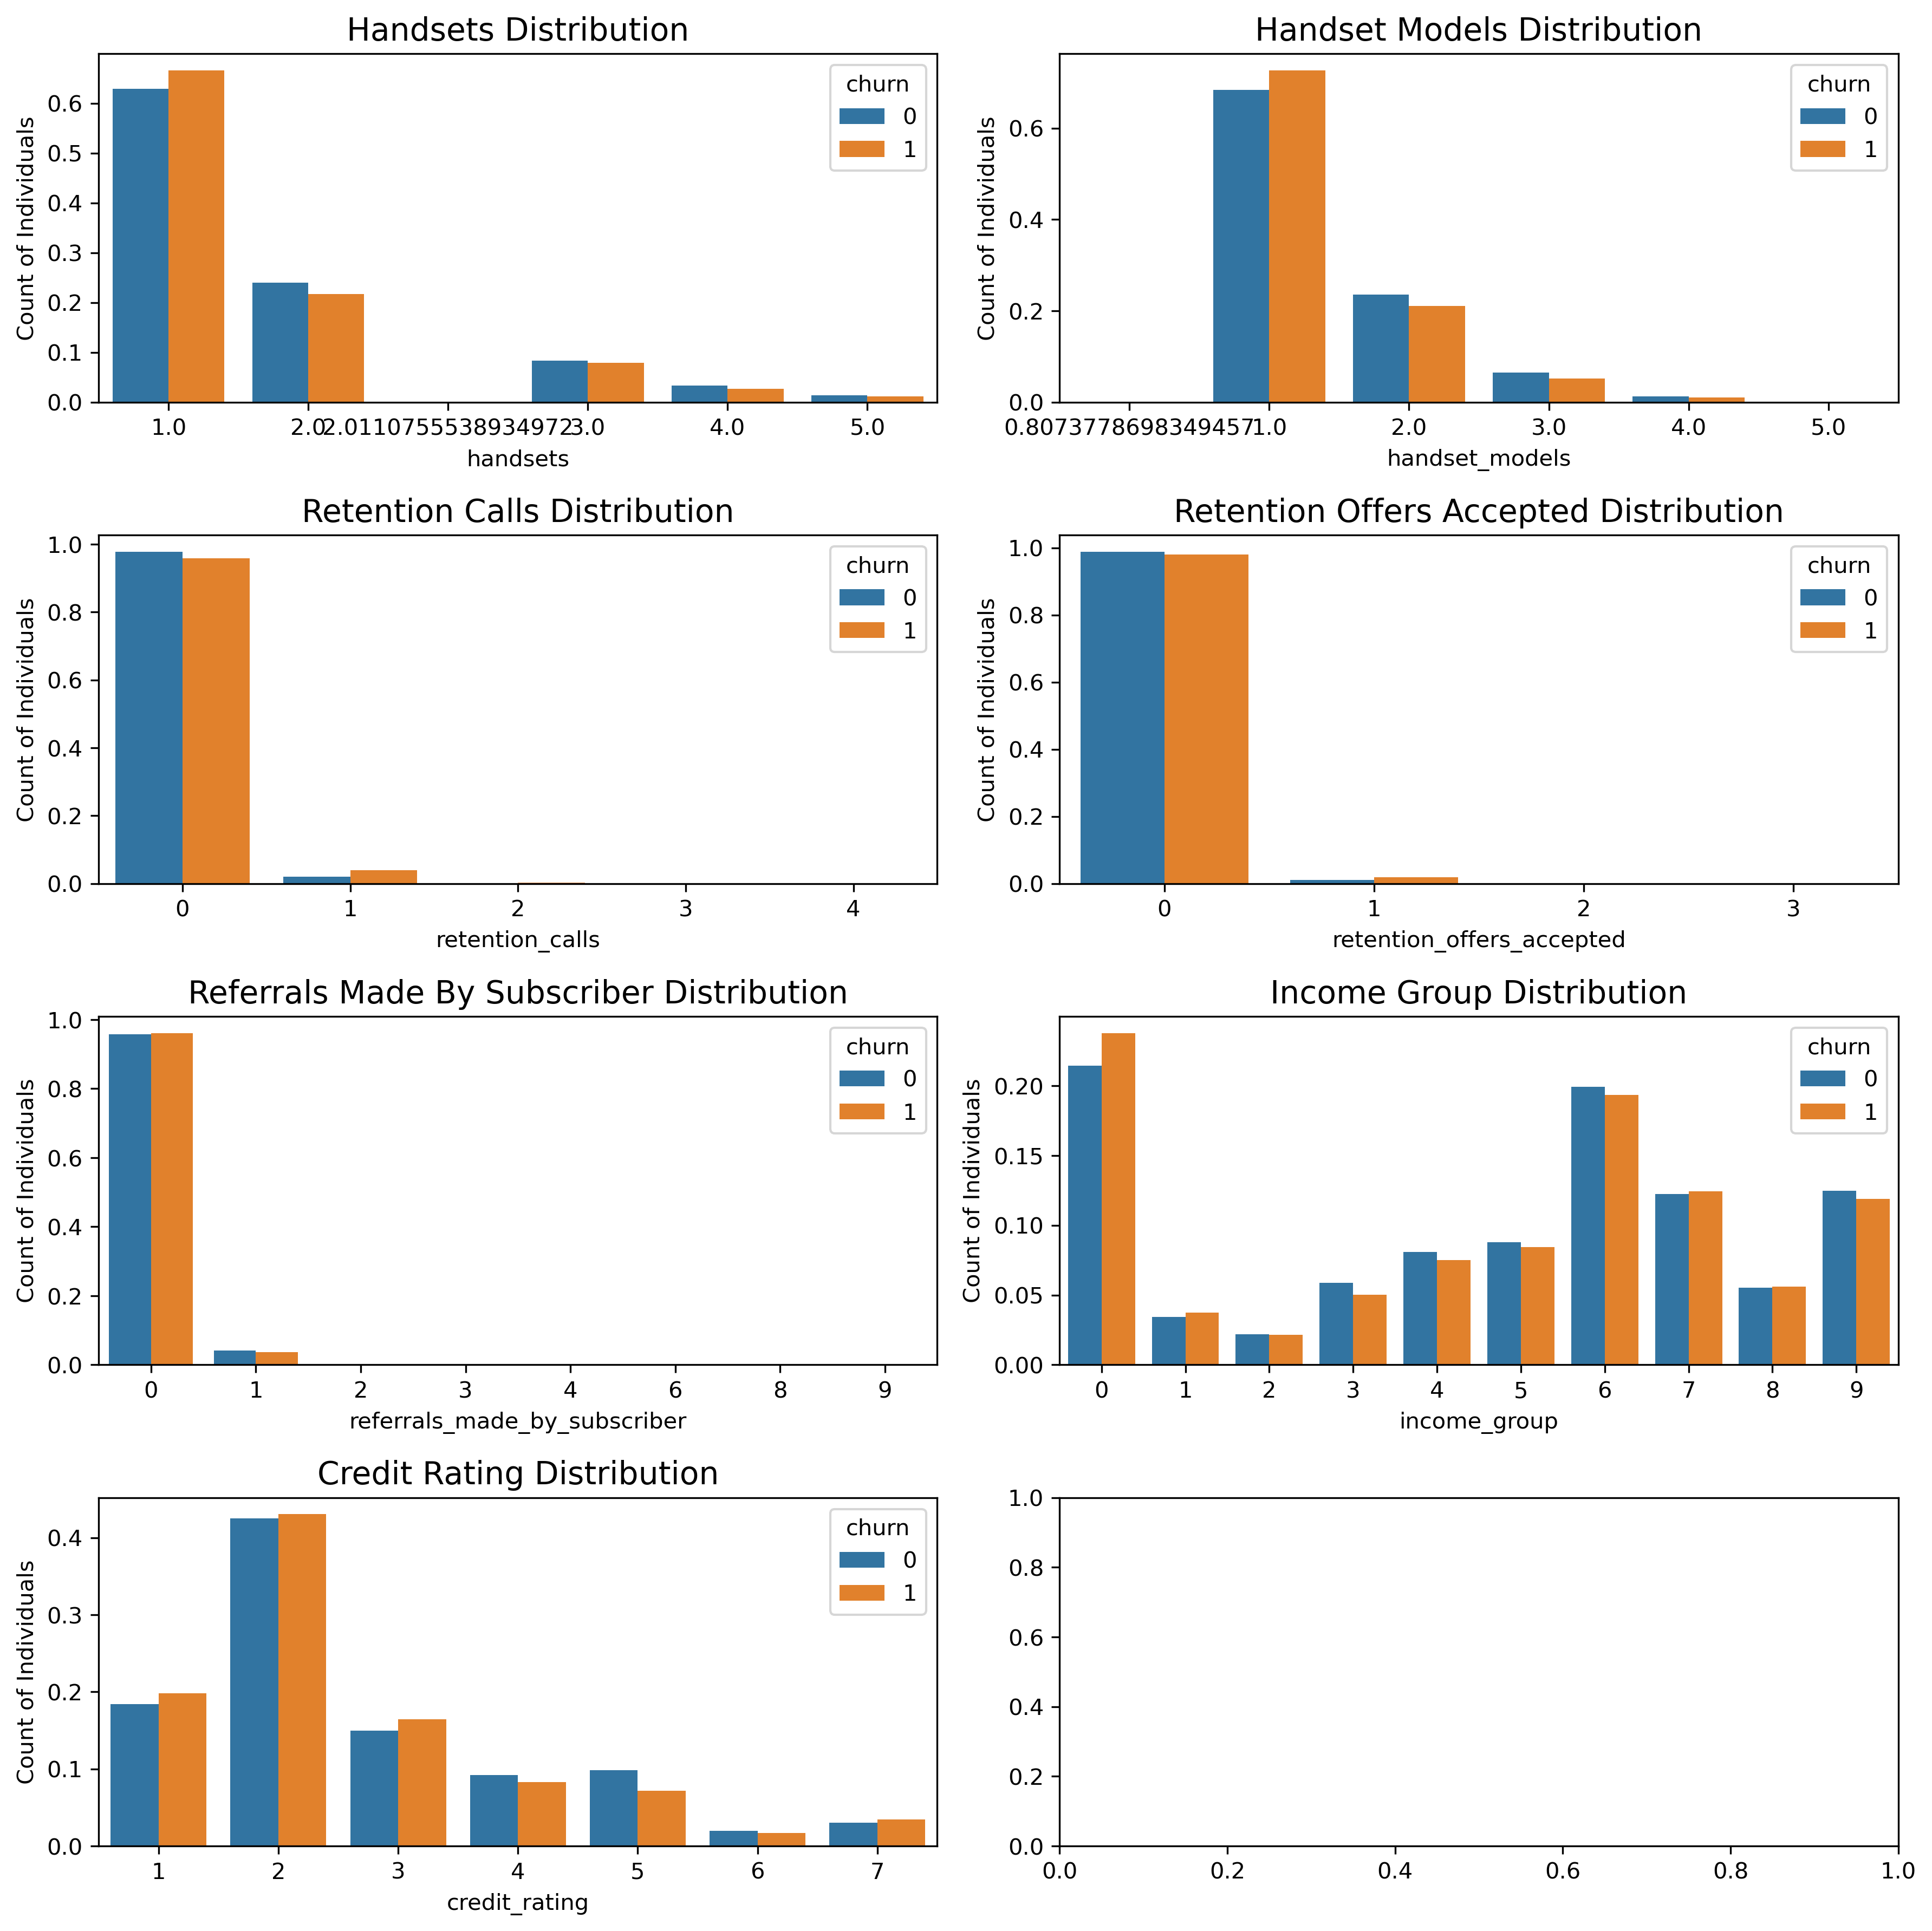 Handsets Distribution
Count of Individuals
0.6
0.5
0.4
0.3
0.2
0.1
0.0
churn
0
1
1.0 2.0 2.0110755538934972 3.0 4.0 5.0
handsets
Handset Models Distribution
Count of Individuals
0.6
0.4
0.2
0.0
churn
0
1
0.8073778698349457 1.0 2.0 3.0 4.0 5.0
handset_models
Retention Calls Distribution
Count of Individuals
1.0
0.8
0.6
0.4
0.2
0.0
churn
0
1
0 1 2 3 4
retention_calls
Retention Offers Accepted Distribution
Count of Individuals
1.0
0.8
0.6
0.4
0.2
0.0
churn
0
1
0 1 2 3
retention_offers_accepted
Referrals Made By Subscriber Distribution
Count of Individuals
1.0
0.8
0.6
0.4
0.2
0.0
churn
0
1
0 1 2 3 4 6 8 9
referrals_made_by_subscriber
Income Group Distribution
Count of Individuals
0.20
0.15
0.10
0.05
0.00
churn
0
1
0 1 2 3 4 5 6 7 8 9
income_group
Credit Rating Distribution
Count of Individuals
0.4
0.3
0.2
0.1
0.0
churn
0
1
1 2 3 4 5 6 7
credit_rating
1.0
0.8
0.6
0.4
0.2
0.0
0.0 0.2 0.4 0.6 0.8 1.0